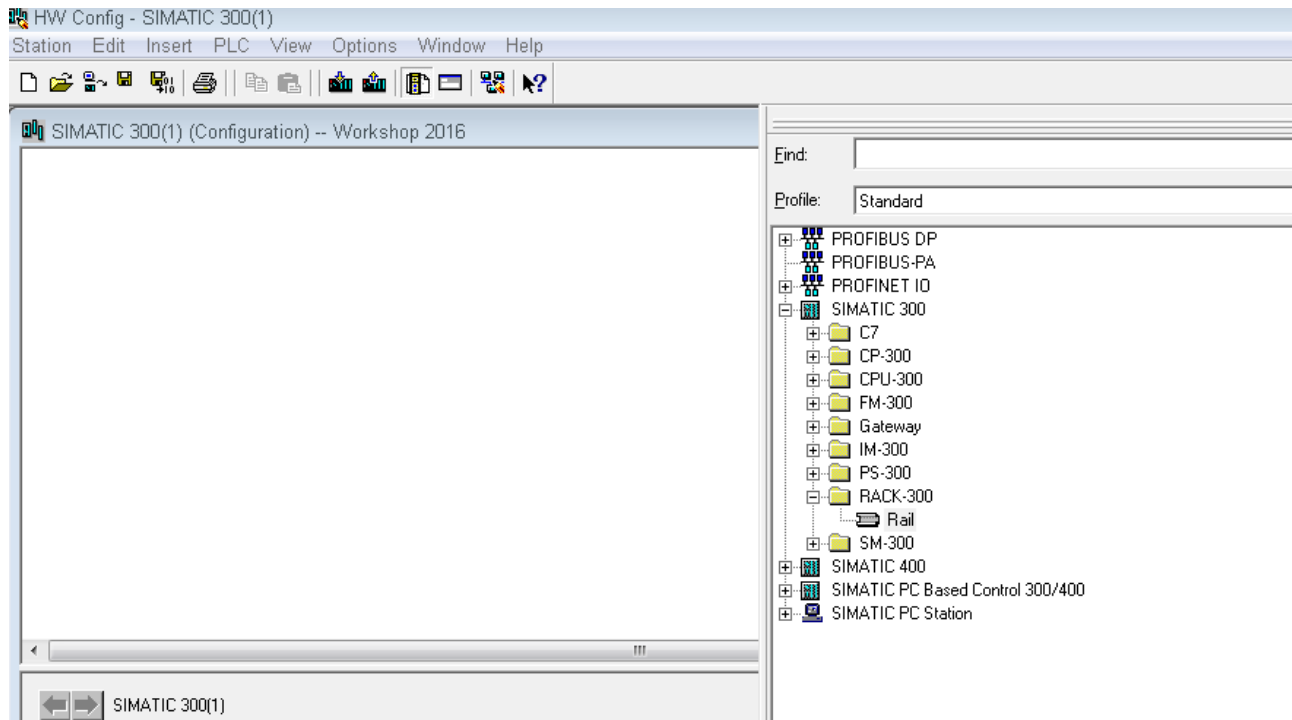 HW Config - SIMATIC 300(1)
Station Edit Insert PLC View Options Window Help
SIMATIC 300(1) (Configuration) -- Workshop 2016
Find:
Profile: Standard
PROFIBUS DP
PROFIBUS-PA
PROFINET IO
SIMATIC 300
C7
CP-300
CPU-300
FM-300
Gateway
IM-300
PS-300
RACK-300
Rail
SM-300
SIMATIC 400
SIMATIC PC Based Control 300/400
SIMATIC PC Station
SIMATIC 300(1)